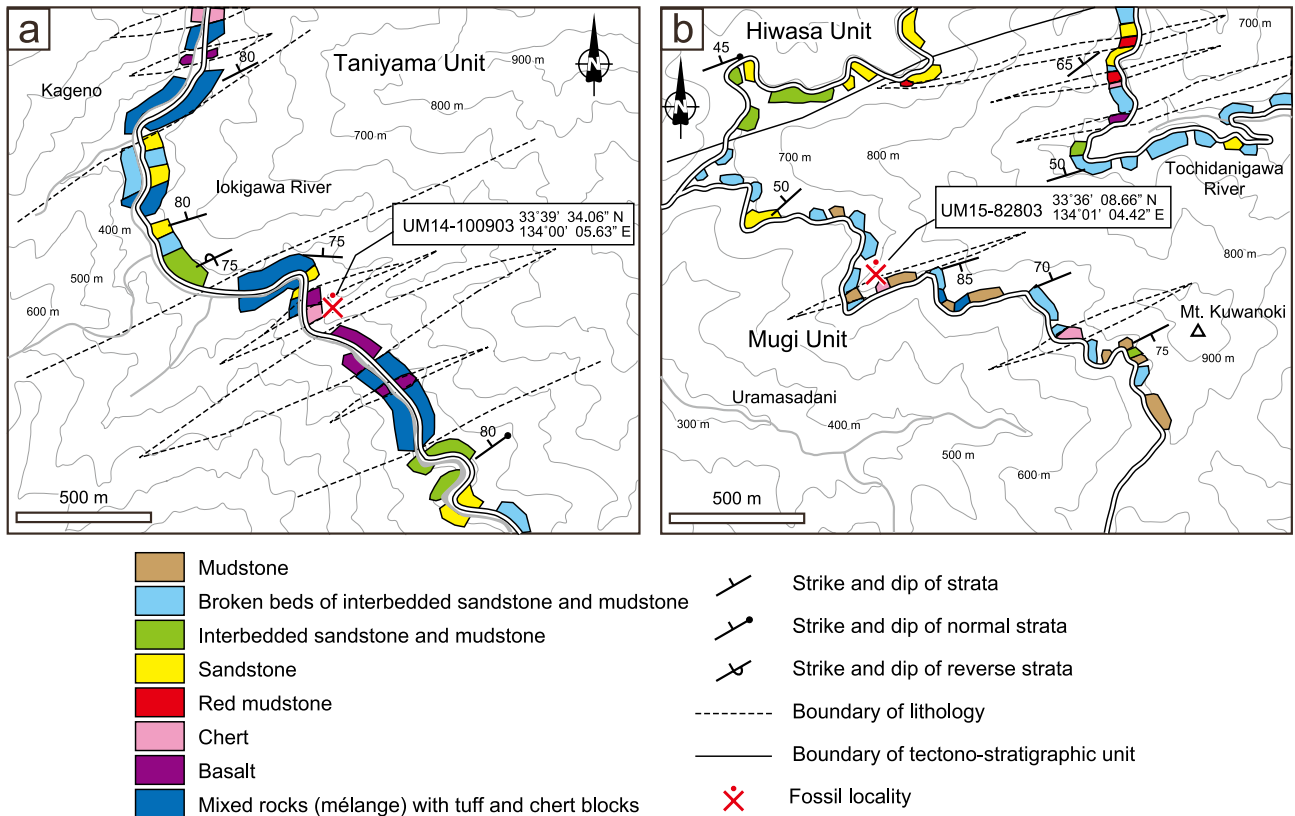 a
80
Taniyama Unit
N
900 m
Kageno
800 m
700 m
Iokigawa River
80
400 m
UM14-100903 33°39’ 34.06” N
134°00’ 05.63” E
75
75
500 m
600 m
80
500 m
b
Hiwasa Unit
45
N
700 m
65
700 m
800 m
50
Tochidanigawa
River
50
UM15-82803 33°36’ 08.66” N
134°01’ 04.42” E
800 m
85
70
Mt. Kuwanoki
Mugi Unit
75
900 m
Uramasadani
300 m
400 m
500 m
600 m
500 m
Mudstone
Broken beds of interbedded sandstone and mudstone
Interbedded sandstone and mudstone
Sandstone
Red mudstone
Chert
Basalt
Mixed rocks (mélange) with tuff and chert blocks
Strike and dip of strata
Strike and dip of normal strata
Strike and dip of reverse strata
Boundary of lithology
Boundary of tectono-stratigraphic unit
Fossil locality